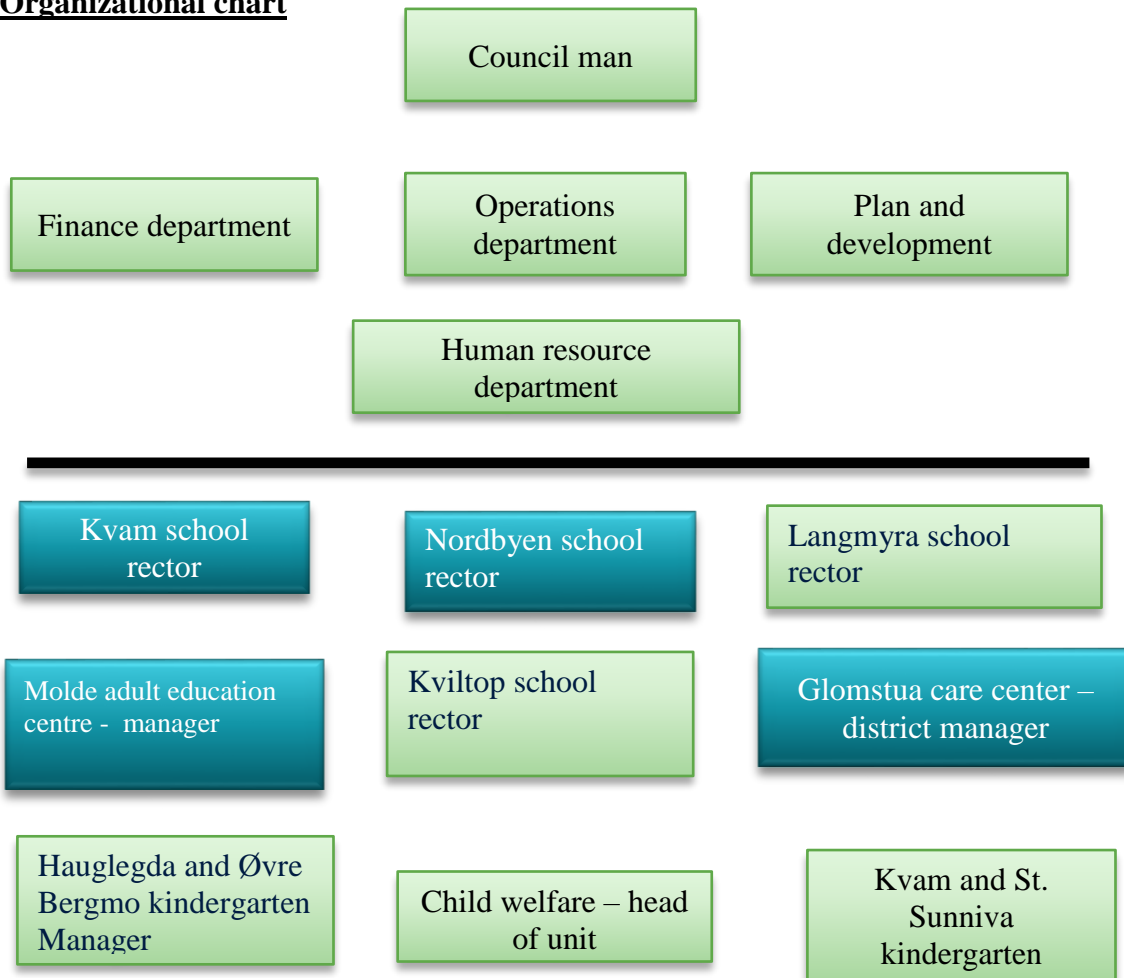 Organizational chart
Council man
Finance department
Operations
department
Plan and
development
Human resource
department
Kvam school
rector
Nordbyen school
rector
Langmyra school
rector
Molde adult education
centre - manager
Kviltop school
rector
Glomstua care center –
district manager
Hauglegda and Øvre
Bergmo kindergarten
Manager
Child welfare – head
of unit
Kvam and St.
Sunniva
kindergarten